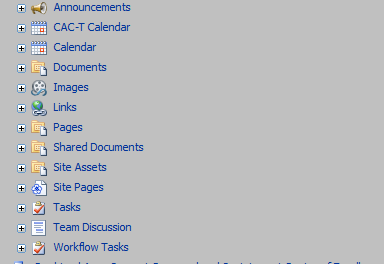 Announcements
CAC-T Calendar
Calendar
Documents
Images
Links
Pages
Shared Documents
Site Assets
Site Pages
Tasks
Team Discussion
Workflow Tasks